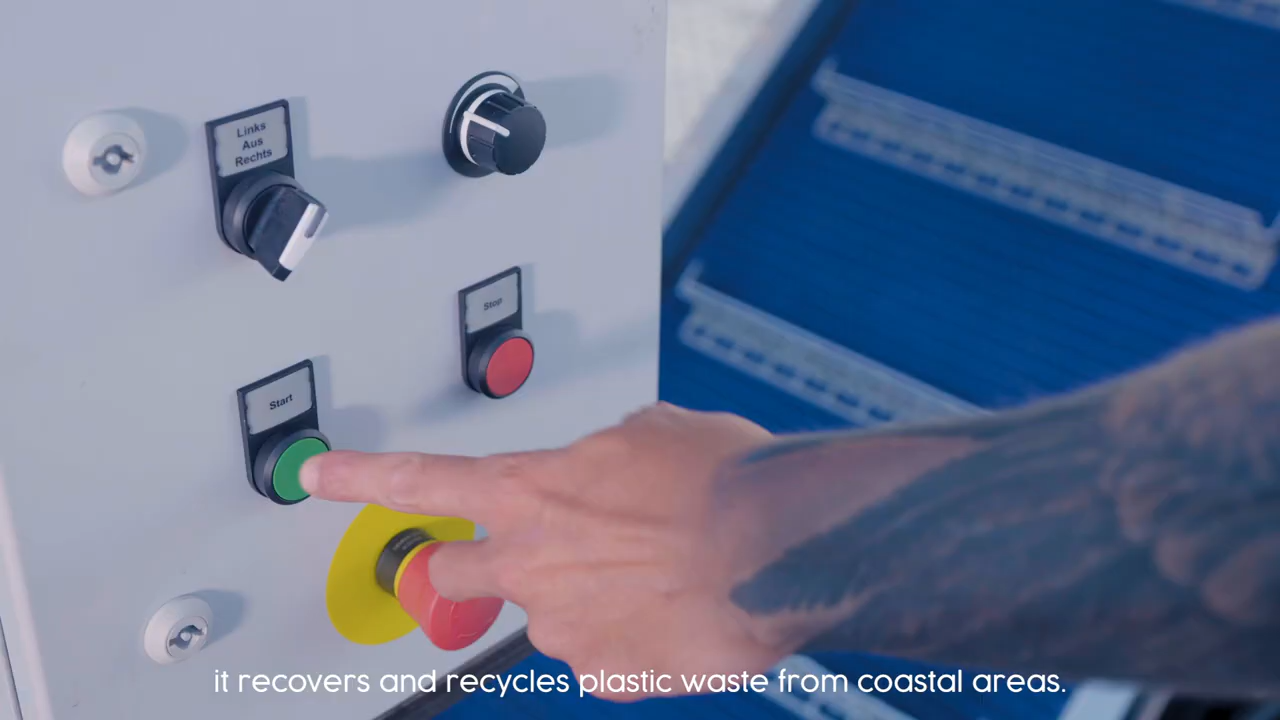 Links
Aus
Rechts
Stop
Start
it recovers and recycles plastic waste from coastal areas.